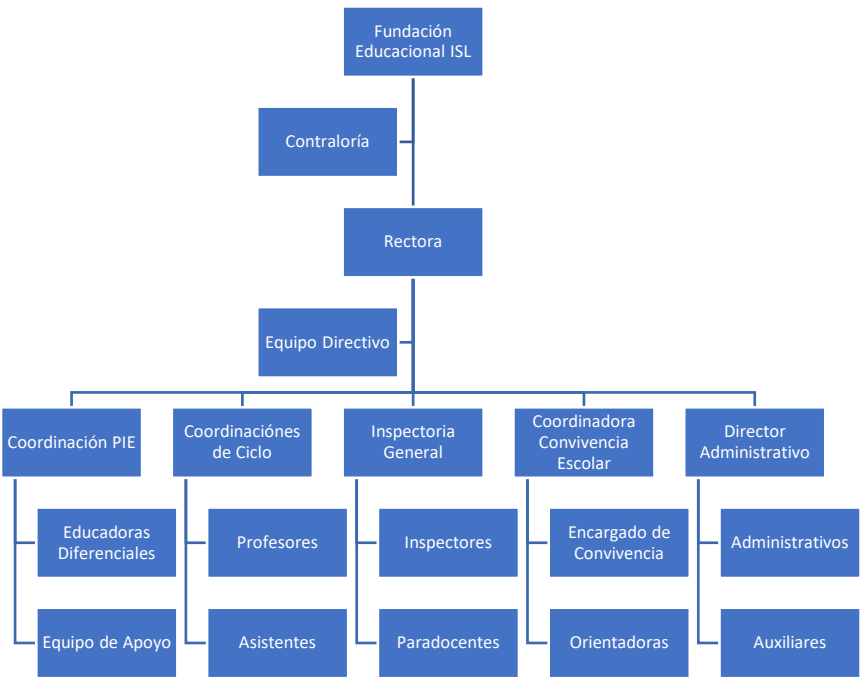 Fundación
Educacional ISL
Contraloría
Rectora
Equipo Directivo
Coordinación PIE
Coordinaciónes
de Ciclo
Inspectoria
General
Coordinadora
Convivencia
Escolar
Director
Administrativo
Educadoras
Diferenciales
Profesores
Inspectores
Encargado de
Convivencia
Administrativos
Equipo de Apoyo
Asistentes
Paradocentes
Orientadoras
Auxiliares